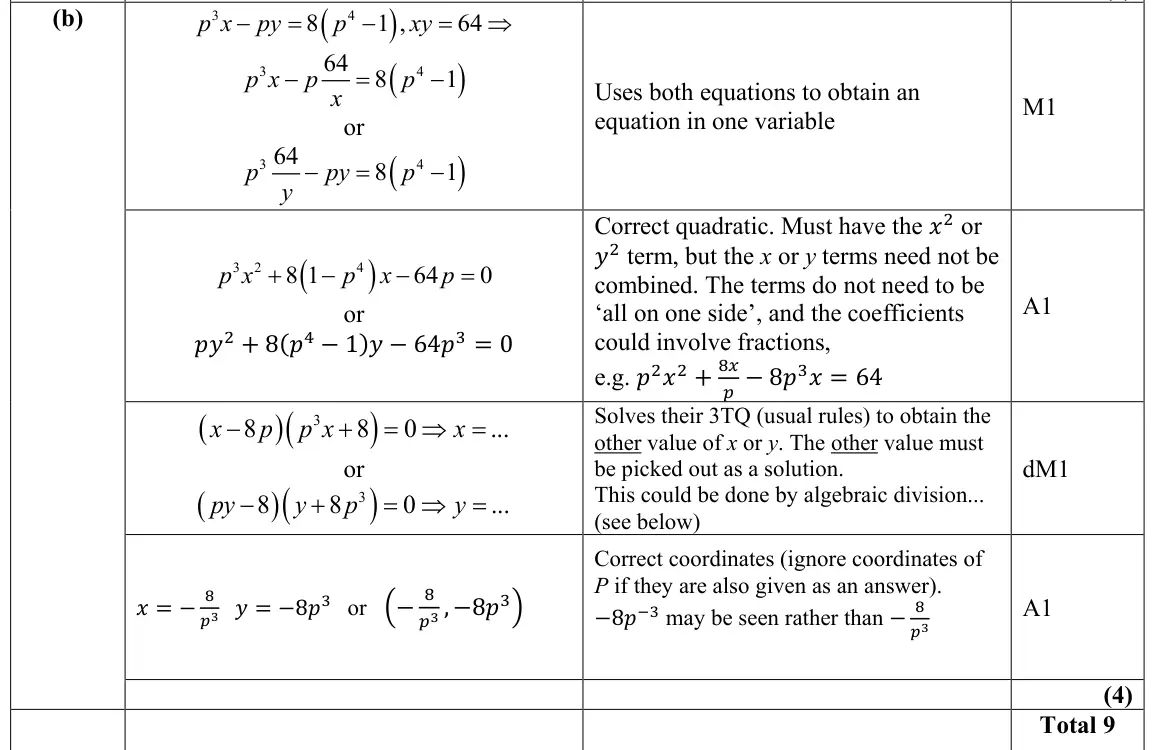 (b)
p³x − py = 8(p⁴ − 1), xy = 64 ⇒
p³x − p 64/x = 8(p⁴ − 1)
or
p³ 64/y − py = 8(p⁴ − 1)
Uses both equations to obtain an
equation in one variable
M1
p³x² + 8(1 − p⁴)x − 64p = 0
or
py² + 8(p⁴ − 1)y − 64p³ = 0
Correct quadratic. Must have the x² or
y² term, but the x or y terms need not be
combined. The terms do not need to be
‘all on one side’, and the coefficients
could involve fractions,
e.g. p²x² + 8x/p − 8p³x = 64
A1
(x − 8p)(p³x + 8) = 0 ⇒ x = ...
or
(py − 8)(y + 8p³) = 0 ⇒ y = ...
Solves their 3TQ (usual rules) to obtain the
other value of x or y. The other value must
be picked out as a solution.
This could be done by algebraic division...
(see below)
dM1
x = − 8/p³ y = −8p³ or (− 8/p³, −8p³)
Correct coordinates (ignore coordinates of
P if they are also given as an answer).
−8p⁻³ may be seen rather than − 8/p³
A1
(4)
Total 9